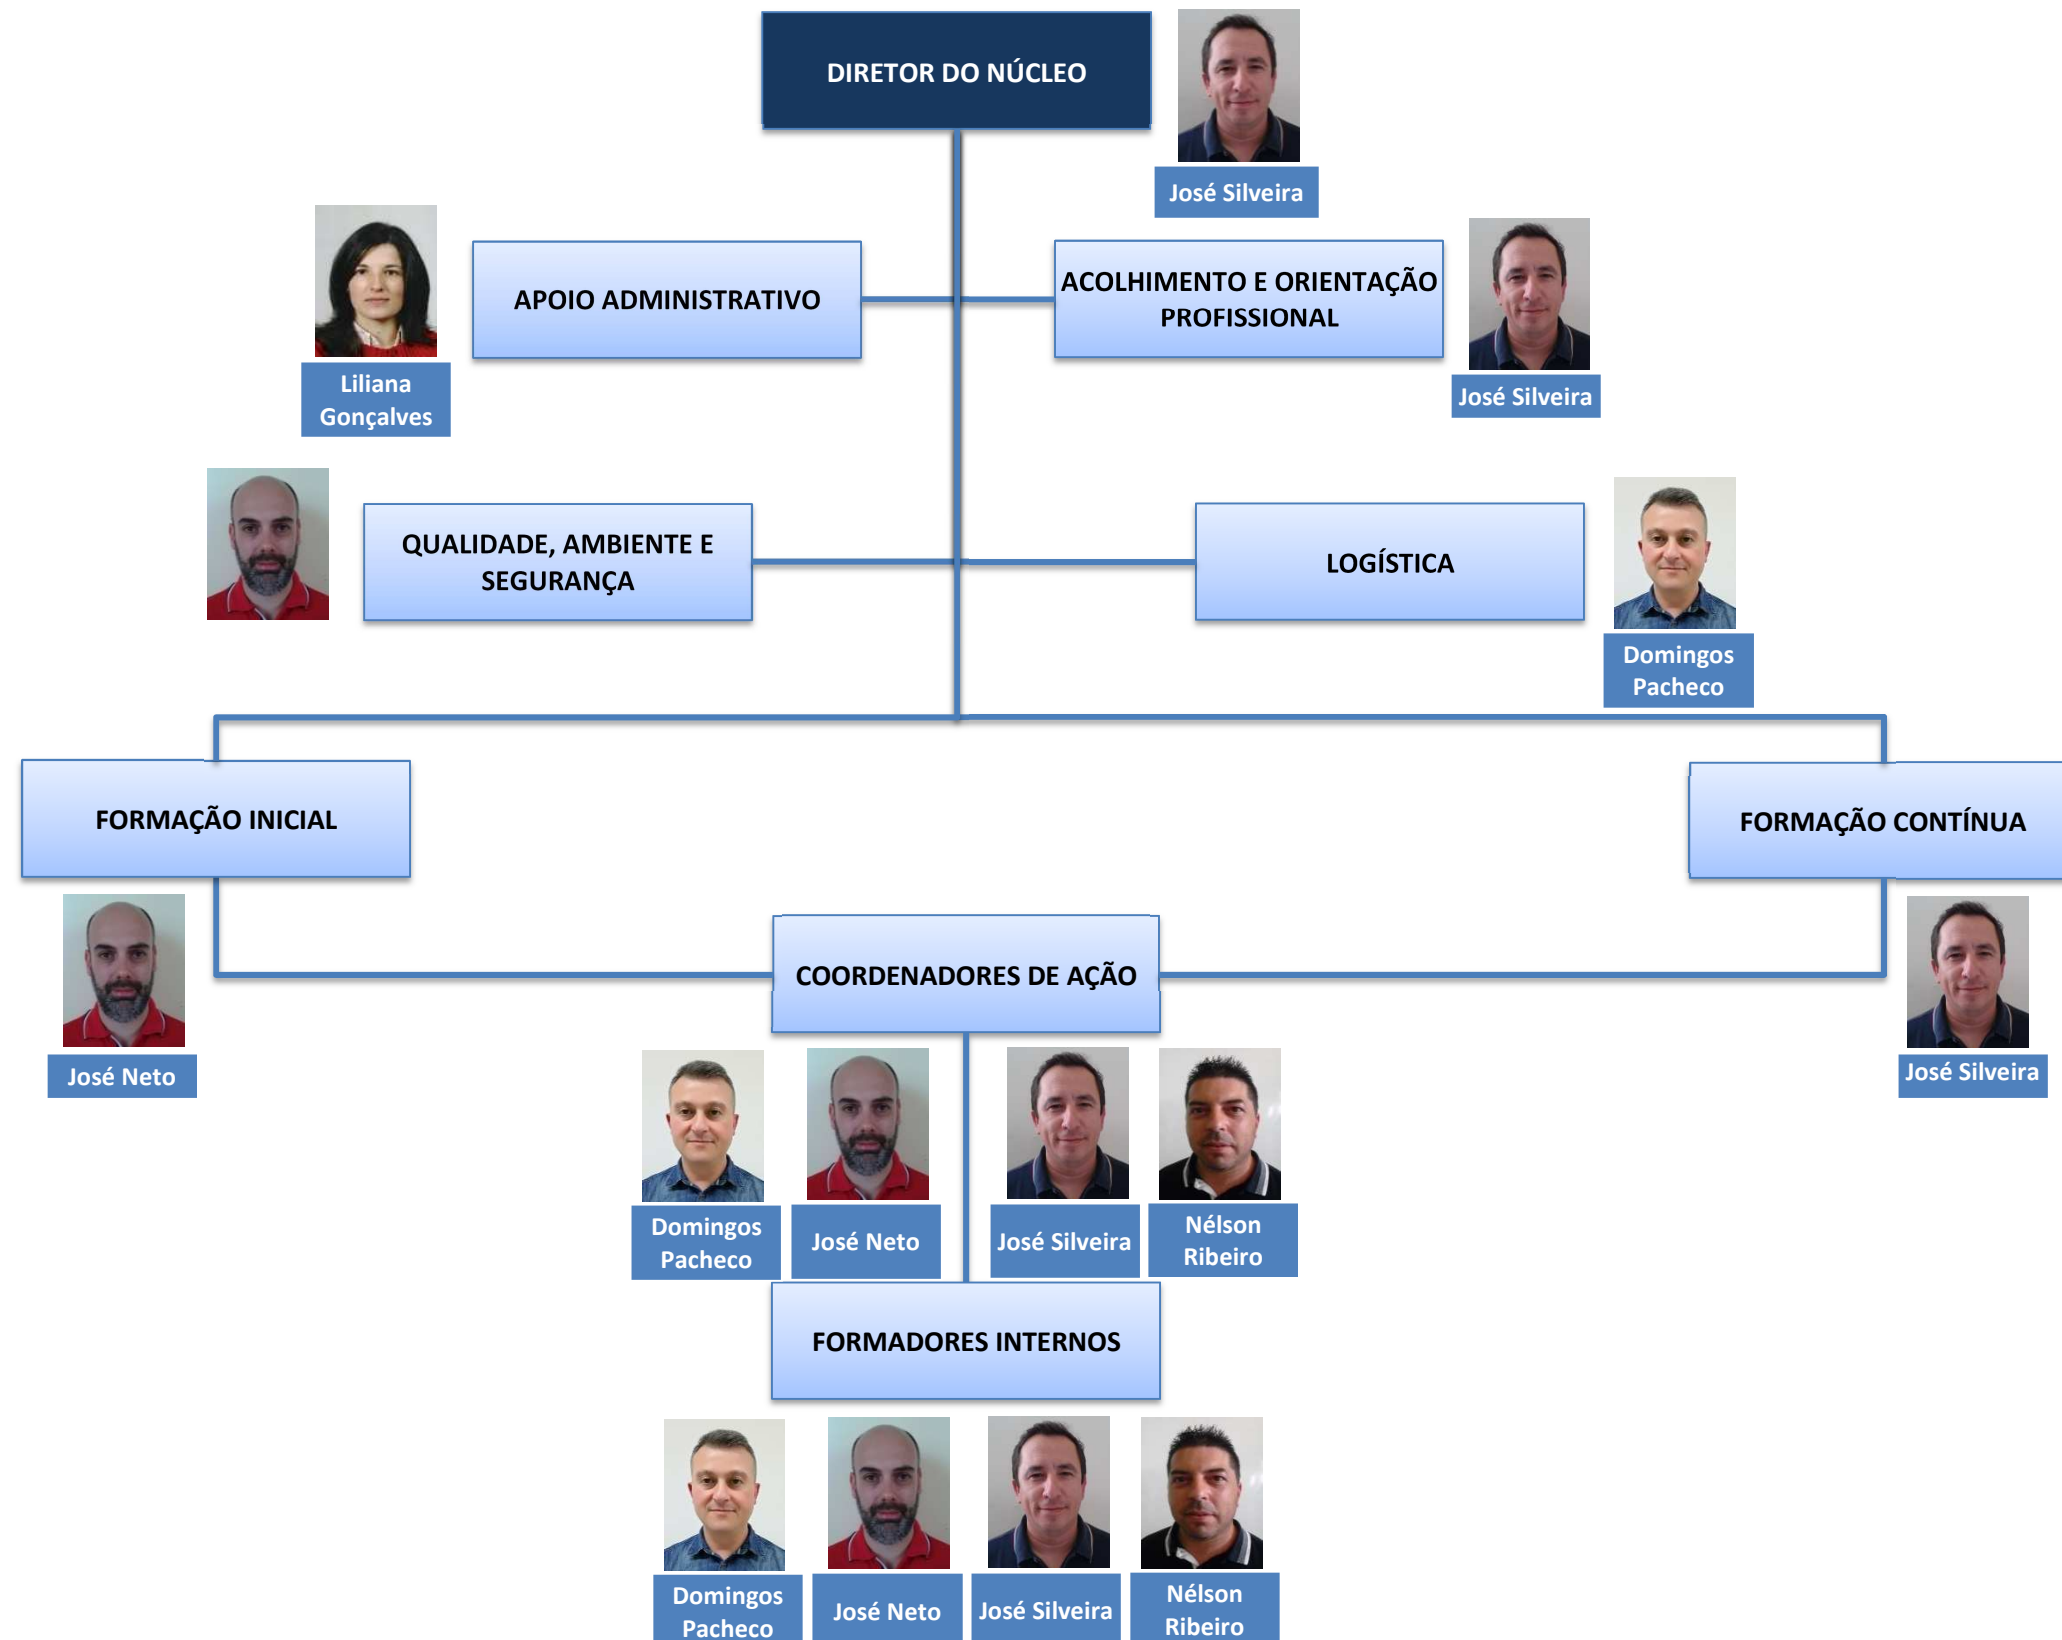 DIRETOR DO NÚCLEO
José Silveira
APOIO ADMINISTRATIVO
ACOLHIMENTO E ORIENTAÇÃO
PROFISSIONAL
Liliana
Gonçalves
José Silveira
QUALIDADE, AMBIENTE E
SEGURANÇA
LOGÍSTICA
Domingos
Pacheco
FORMAÇÃO INICIAL
FORMAÇÃO CONTÍNUA
José Neto
COORDENADORES DE AÇÃO
José Silveira
Domingos
Pacheco
José Neto
José Silveira
Nélson
Ribeiro
FORMADORES INTERNOS
Domingos
Pacheco
José Neto
José Silveira
Nélson
Ribeiro